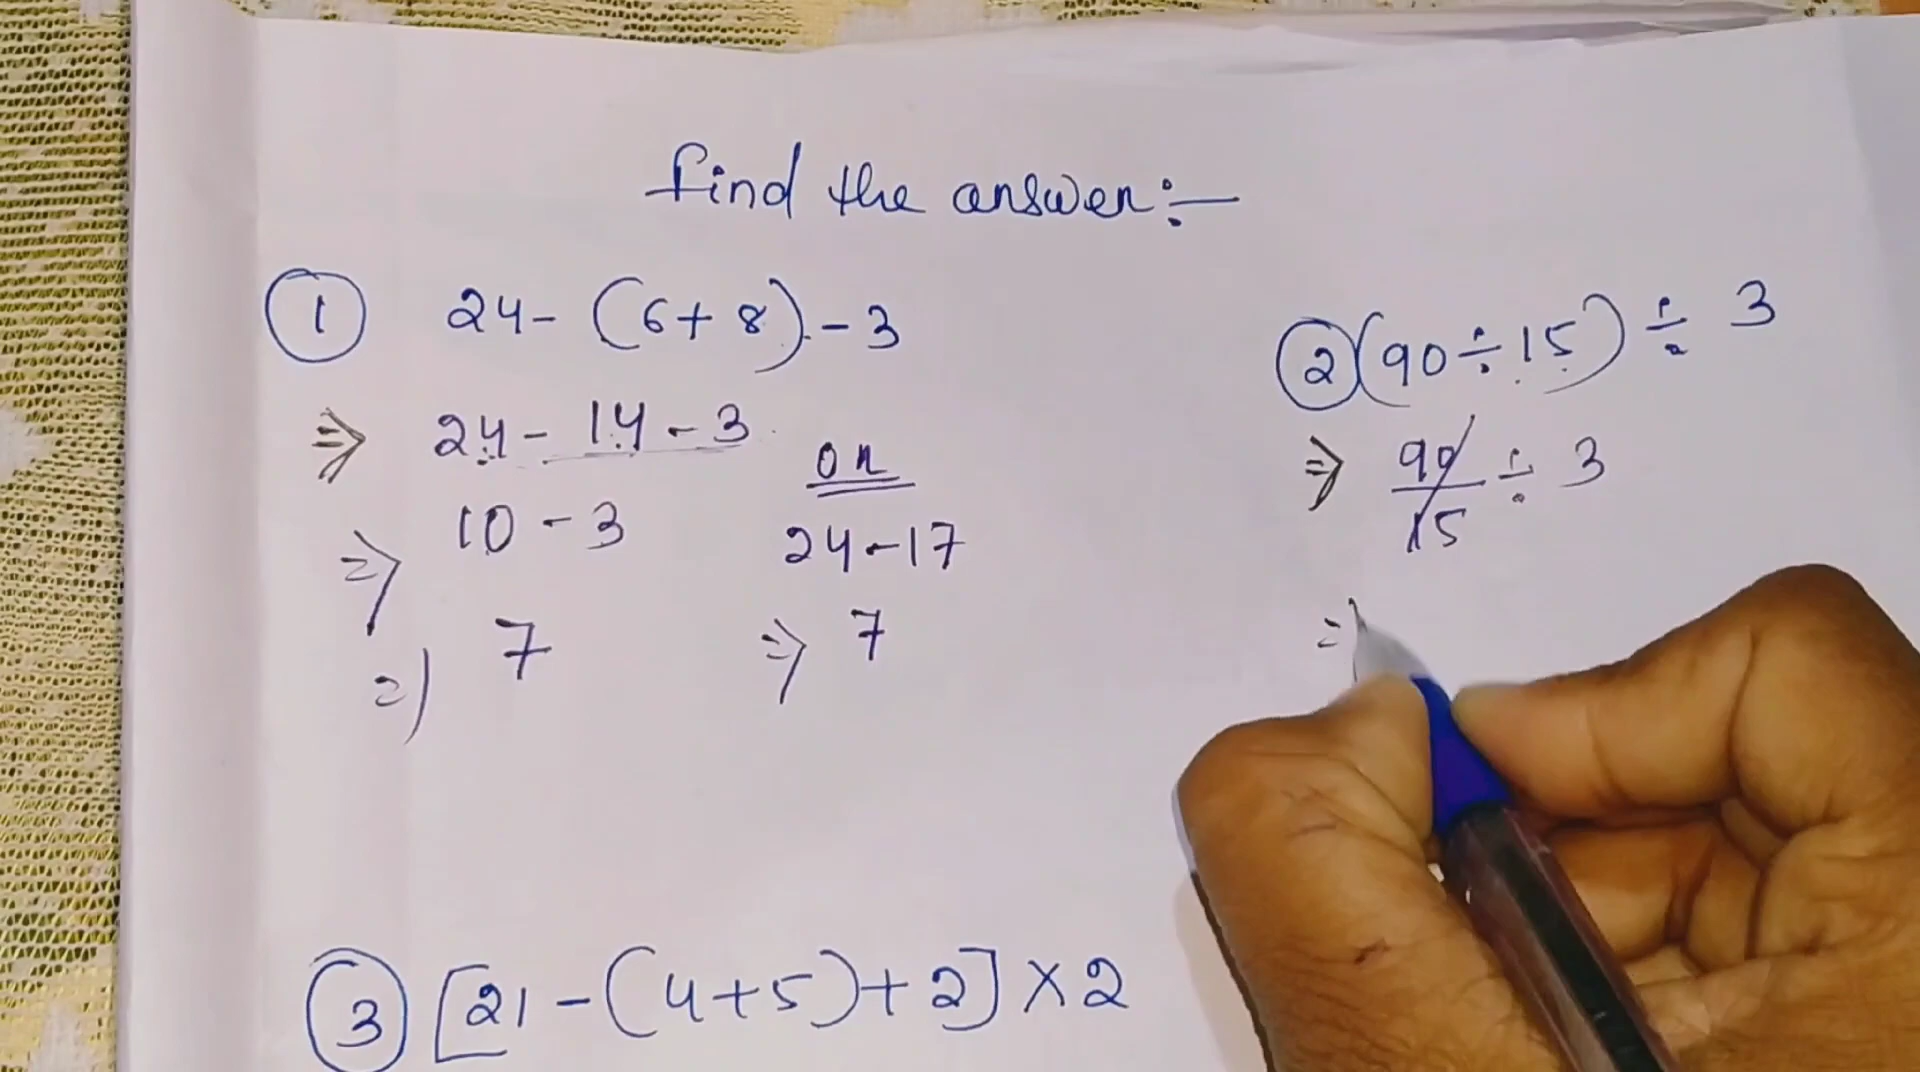 find the answer :-
① 24 - (6 + 8) - 3
⇒ 24 - 14 - 3
or
⇒ 10 - 3
24 - 17
⇒ 7
⇒ 7
② (90 ÷ 15) ÷ 3
⇒ 90/15 ÷ 3
⇒
③ [21 - (4 + 5) + 2] × 2